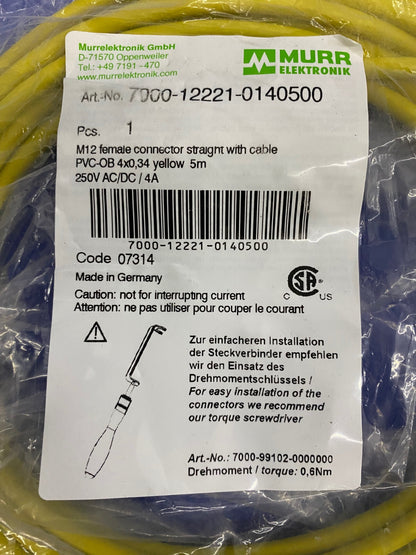 Murrelektronik GmbH
D-71570 Oppenweiler
Tel.: +49 7191 - 470
www.murrelektronik.com
MURR
ELEKTRONIK
Art.-No. 7000-12221-0140500
Pcs. 1
M12 female connector straight with cable
PVC-OB 4x0,34 yellow 5m
250V AC/DC / 4A
7000-12221-0140500
Code 07314
Made in Germany
Caution: not for interrupting current
Attention: ne pas utiliser pour couper le courant
C SA US
Zur einfacheren Installation
der Steckverbinder empfehlen
wir den Einsatz des
Drehmomentschlüssels /
For easy installation of the
connectors we recommend
our torque screwdriver
Art.-No.: 7000-99102-0000000
Drehmoment / torque: 0,6Nm